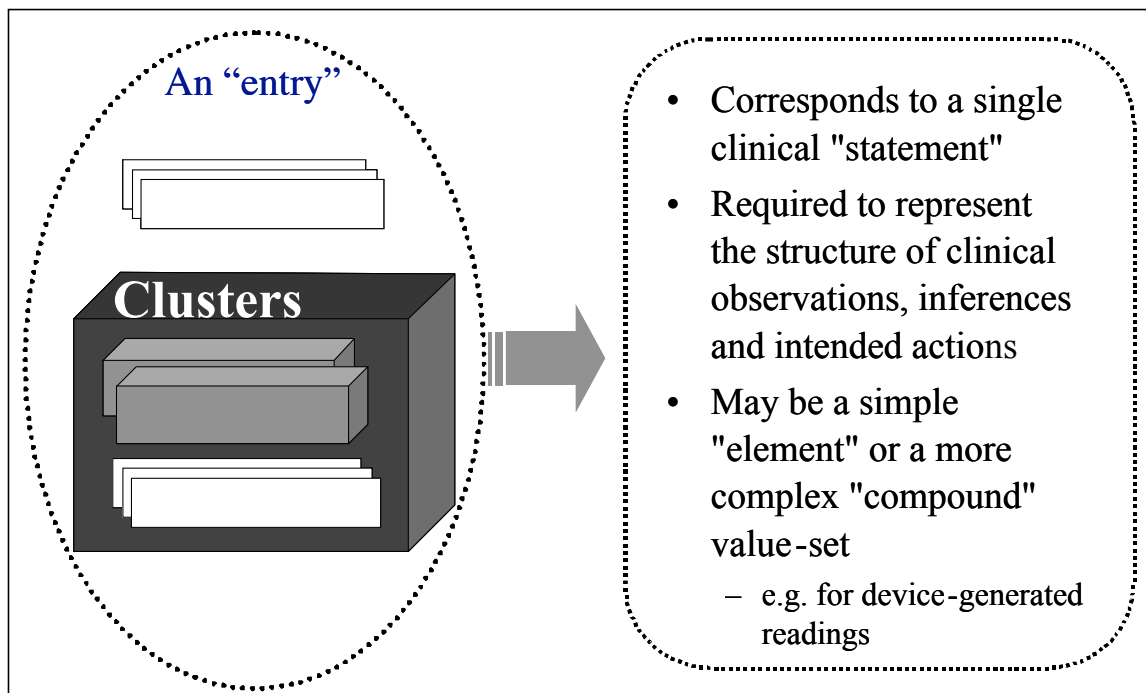 An “entry”
Clusters
• Corresponds to a single
clinical "statement"
• Required to represent
the structure of clinical
observations, inferences
and intended actions
• May be a simple
"element" or a more
complex "compound"
value-set
– e.g. for device-generated
readings